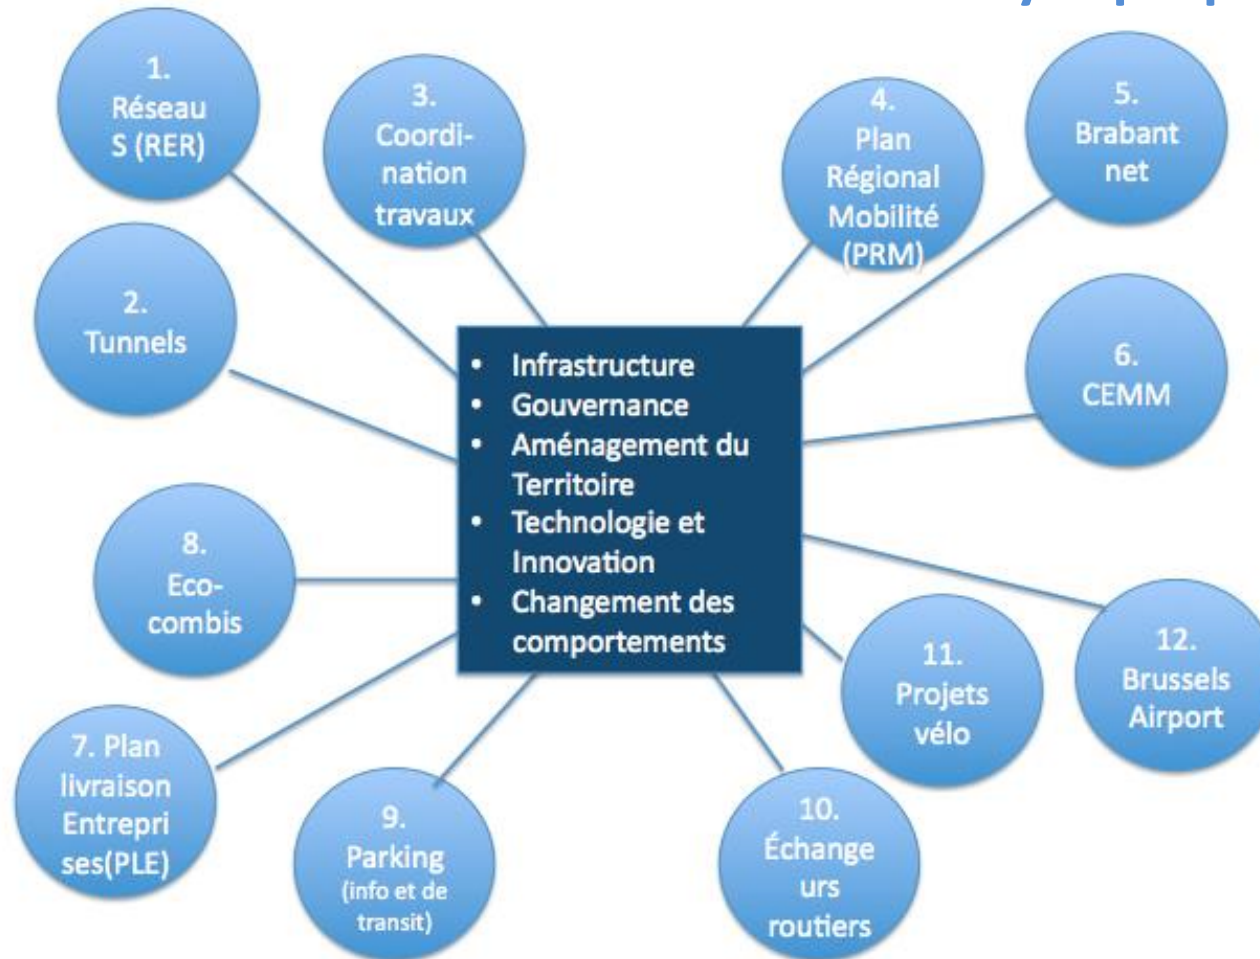 1.
Réseau
S (RER)
3.
Coordi-
nation
travaux
4.
Plan
Régional
Mobilité
(PRM)
5.
Brabant
net
2.
Tunnels
• Infrastructure
• Gouvernance
• Aménagement du
Territoire
• Technologie et
Innovation
• Changement des
comportements
6.
CEMM
8.
Eco-
combis
7. Plan
livraison
Entrepri
ses(PLE)
9.
Parking
(info et de
transit)
10.
Échange
urs
routiers
11.
Projets
vélo
12.
Brussels
Airport